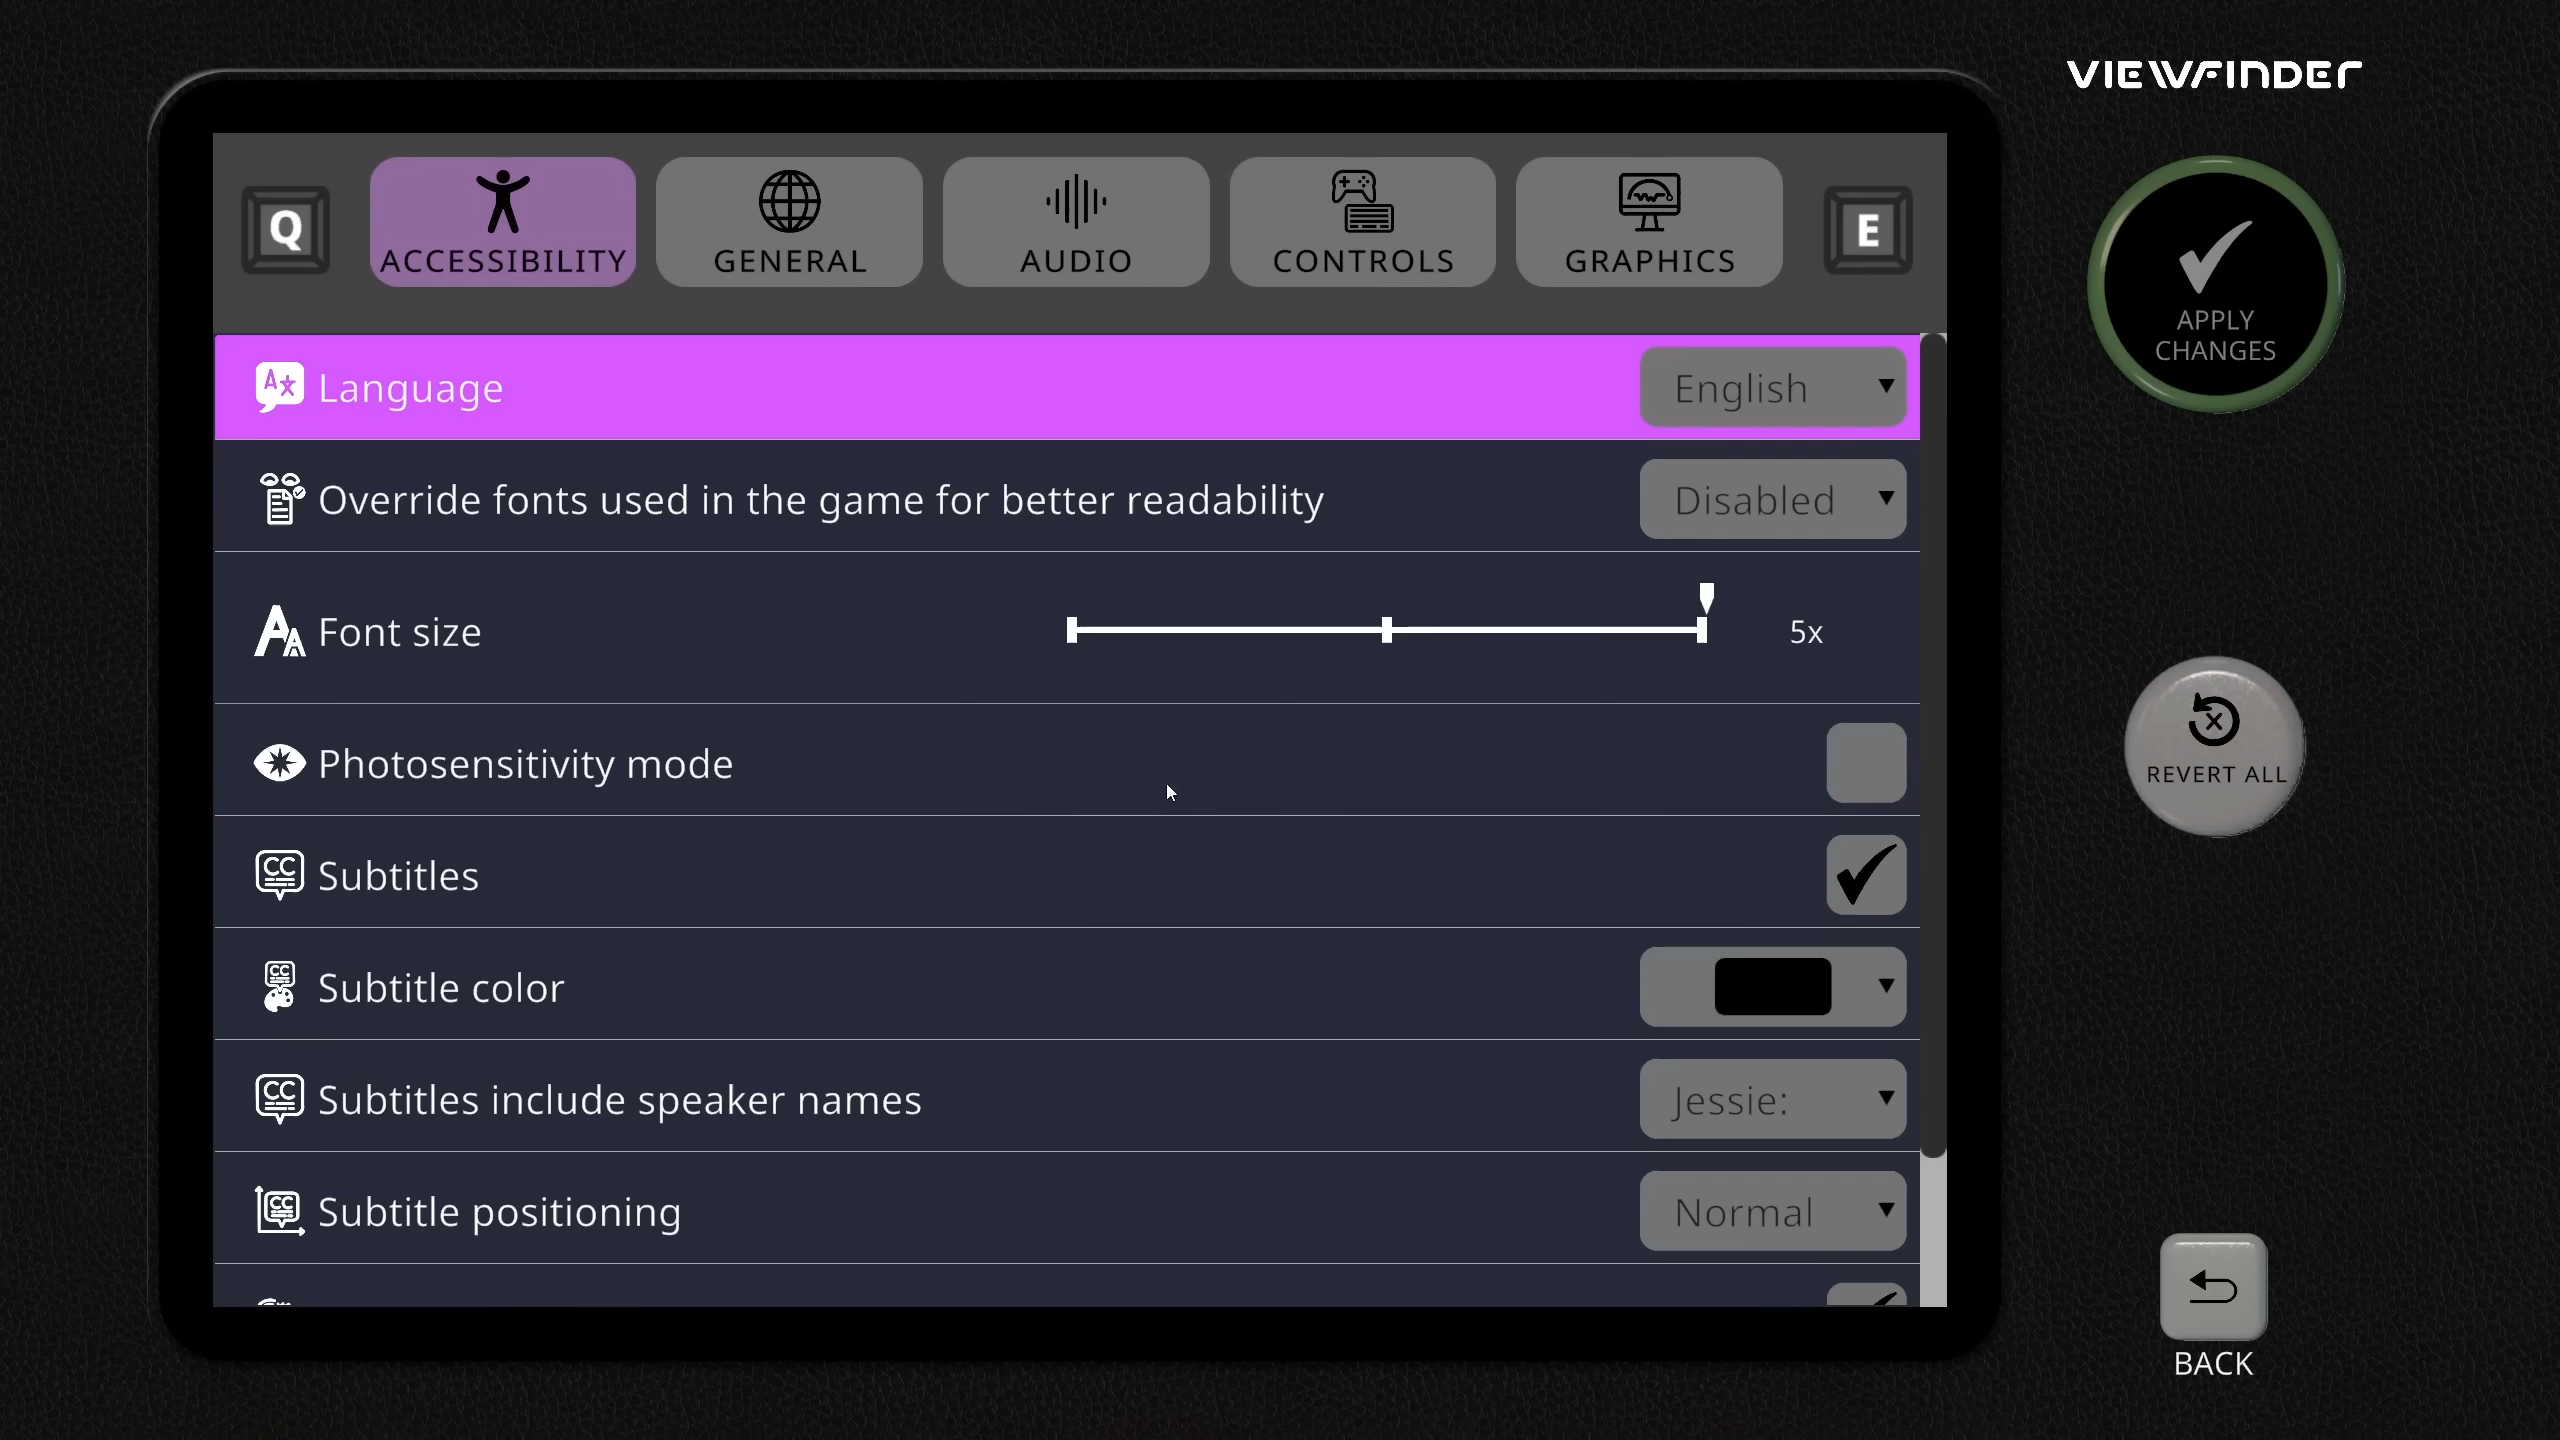 VIEWFINDER
Q
ACCESSIBILITY
GENERAL
AUDIO
CONTROLS
GRAPHICS
E
APPLY
CHANGES
Language
English
Override fonts used in the game for better readability
Disabled
Font size
5x
Photosensitivity mode
Subtitles
Subtitle color
Subtitles include speaker names
Jessie:
Subtitle positioning
Normal
REVERT ALL
BACK